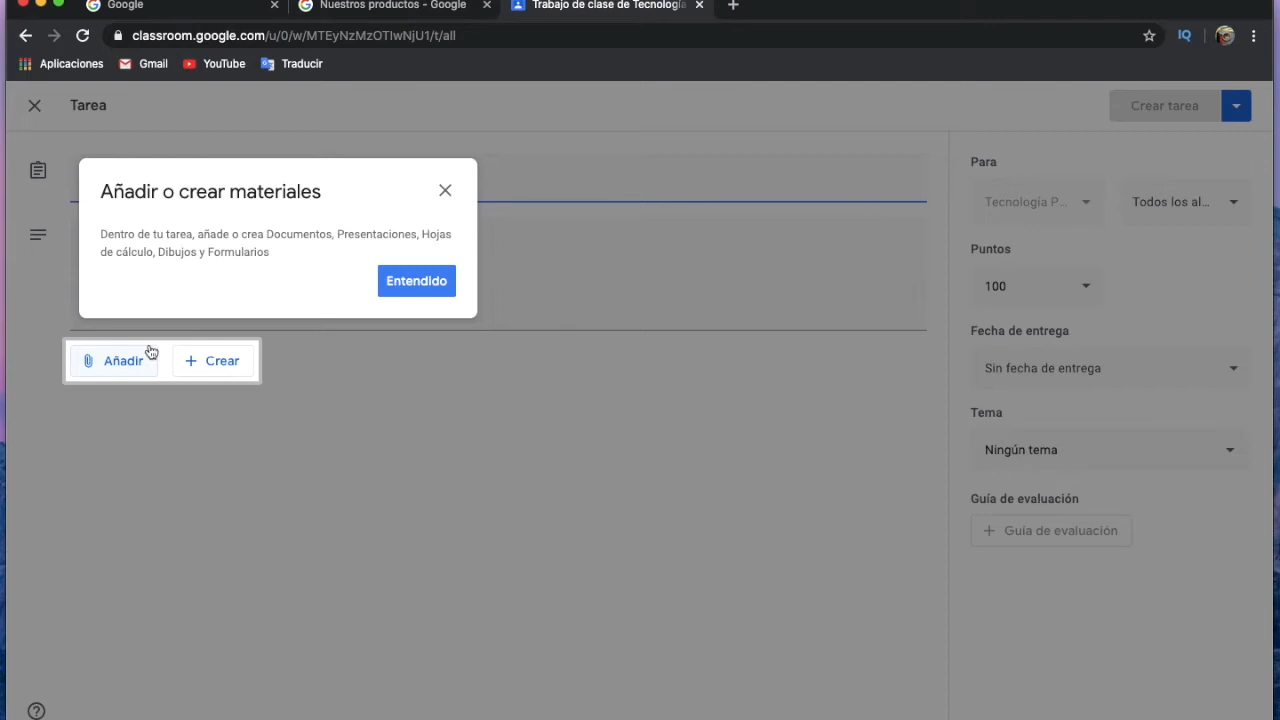 Google
Nuestros productos - Google
Trabajo de clase de Tecnología
classroom.google.com/u/0/w/MTEyNzMzOTIwNjU1/t/all
IQ
Aplicaciones
Gmail
YouTube
Traducir
Tarea
Crear tarea
Añadir o crear materiales
Dentro de tu tarea, añade o crea Documentos, Presentaciones, Hojas
de cálculo, Dibujos y Formularios
Entendido
Añadir
Crear
Para
Tecnología P...
Todos los al...
Puntos
100
Fecha de entrega
Sin fecha de entrega
Tema
Ningún tema
Guía de evaluación
Guía de evaluación